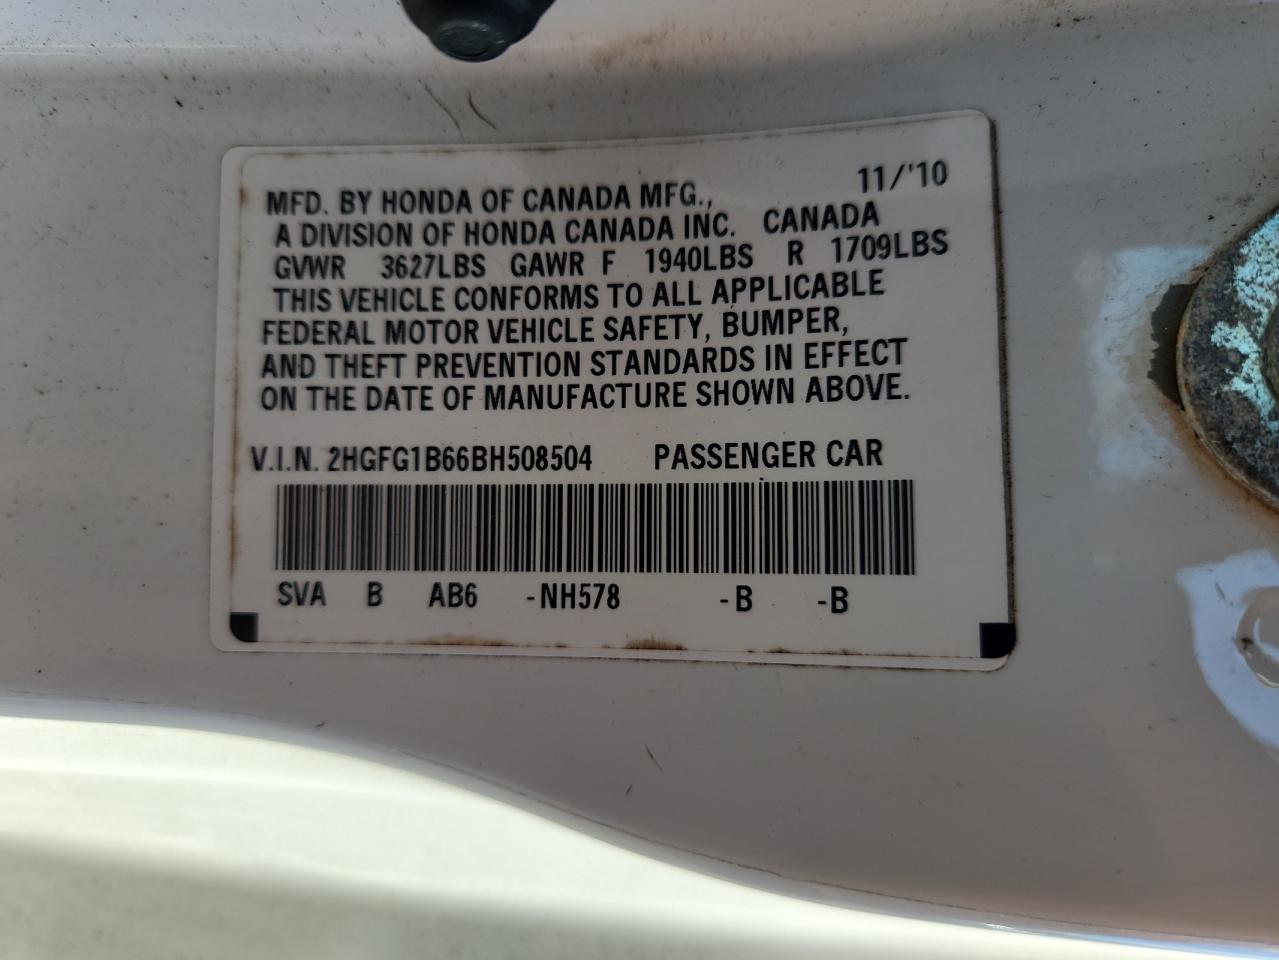 11/'10
MFD. BY HONDA OF CANADA MFG.,
A DIVISION OF HONDA CANADA INC. CANADA
GVWR 3627LBS GAWR F 1940LBS R 1709LBS
THIS VEHICLE CONFORMS TO ALL APPLICABLE
FEDERAL MOTOR VEHICLE SAFETY, BUMPER,
AND THEFT PREVENTION STANDARDS IN EFFECT
ON THE DATE OF MANUFACTURE SHOWN ABOVE.
V.I.N. 2HGFG1B66BH508504 PASSENGER CAR
SVA B AB6 -NH578 -B -B